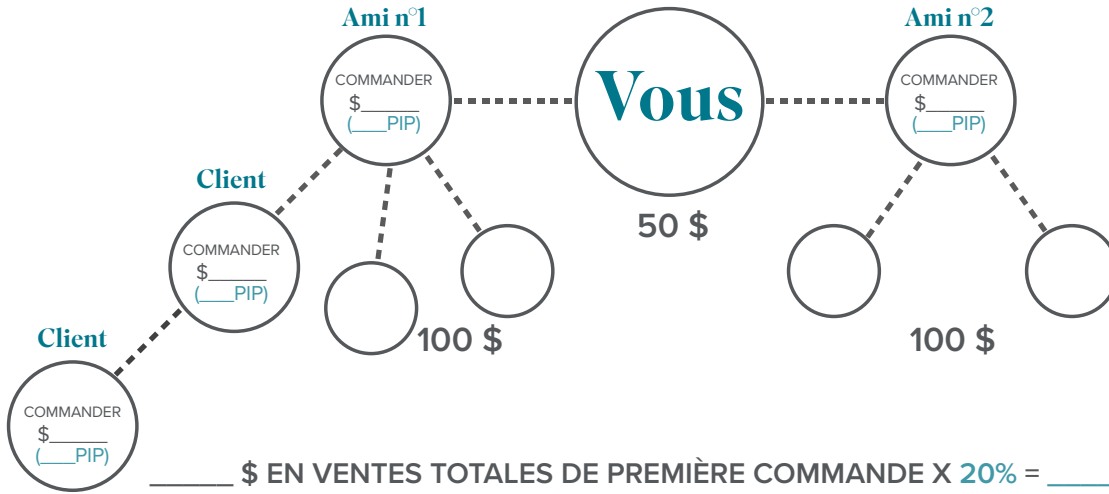 Ami n°1
COMMANDER
$______
(___PIP)
Vous
50 $
Ami n°2
COMMANDER
$______
(___PIP)
Client
COMMANDER
$______
(___PIP)
100 $
100 $
Client
COMMANDER
$______
(___PIP)
______ $ EN VENTES TOTALES DE PREMIÈRE COMMANDE X 20% = ____